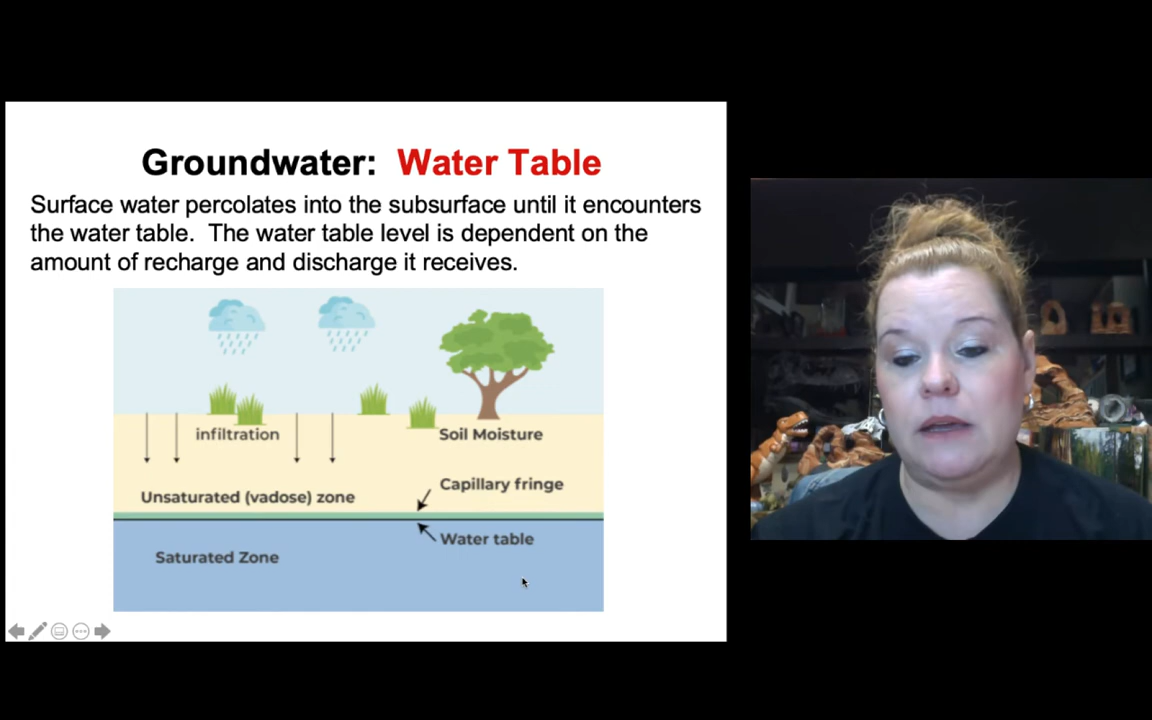 Groundwater: Water Table
Surface water percolates into the subsurface until it encounters
the water table. The water table level is dependent on the
amount of recharge and discharge it receives.
infiltration
Soil Moisture
Capillary fringe
Unsaturated (vadose) zone
Water table
Saturated Zone